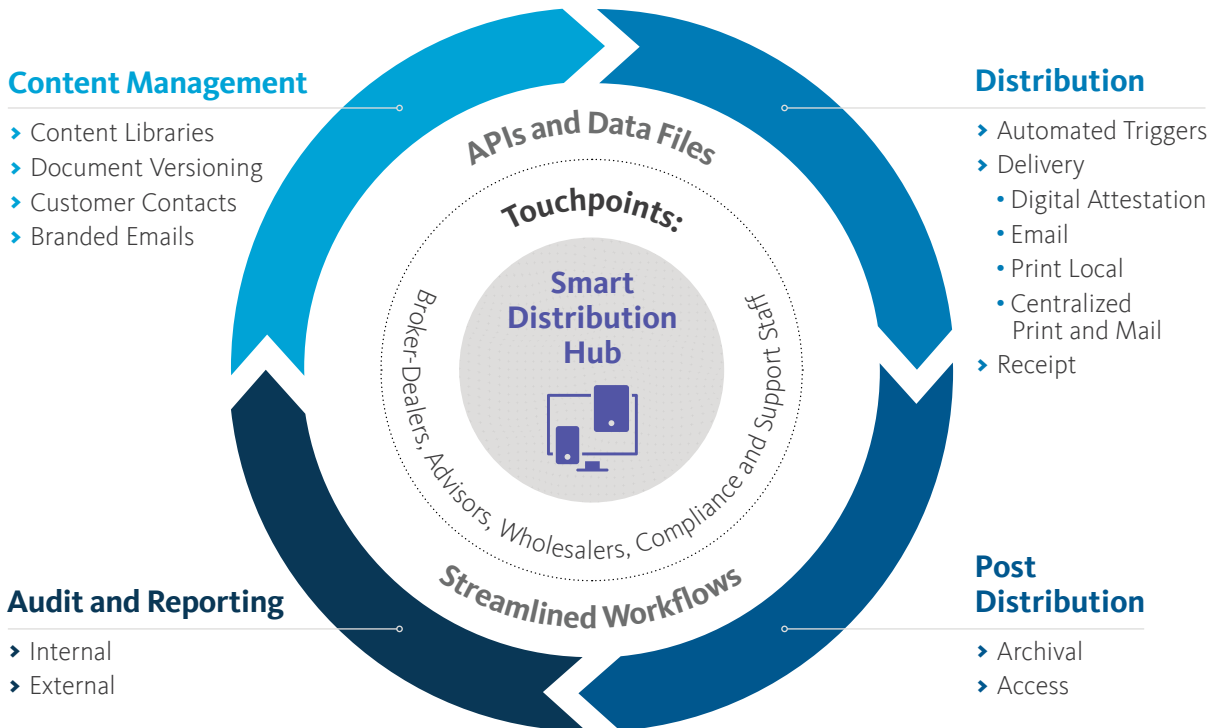 Content Management
Content Libraries
Document Versioning
Customer Contacts
Branded Emails
Distribution
Automated Triggers
Delivery
Digital Attestation
Email
Print Local
Centralized
Print and Mail
Receipt
APIs and Data Files
Touchpoints:
Smart
Distribution
Hub
Broker-Dealers, Advisors, Wholesalers, Compliance and Support Staff
Streamlined Workflows
Audit and Reporting
Internal
External
Post
Distribution
Archival
Access